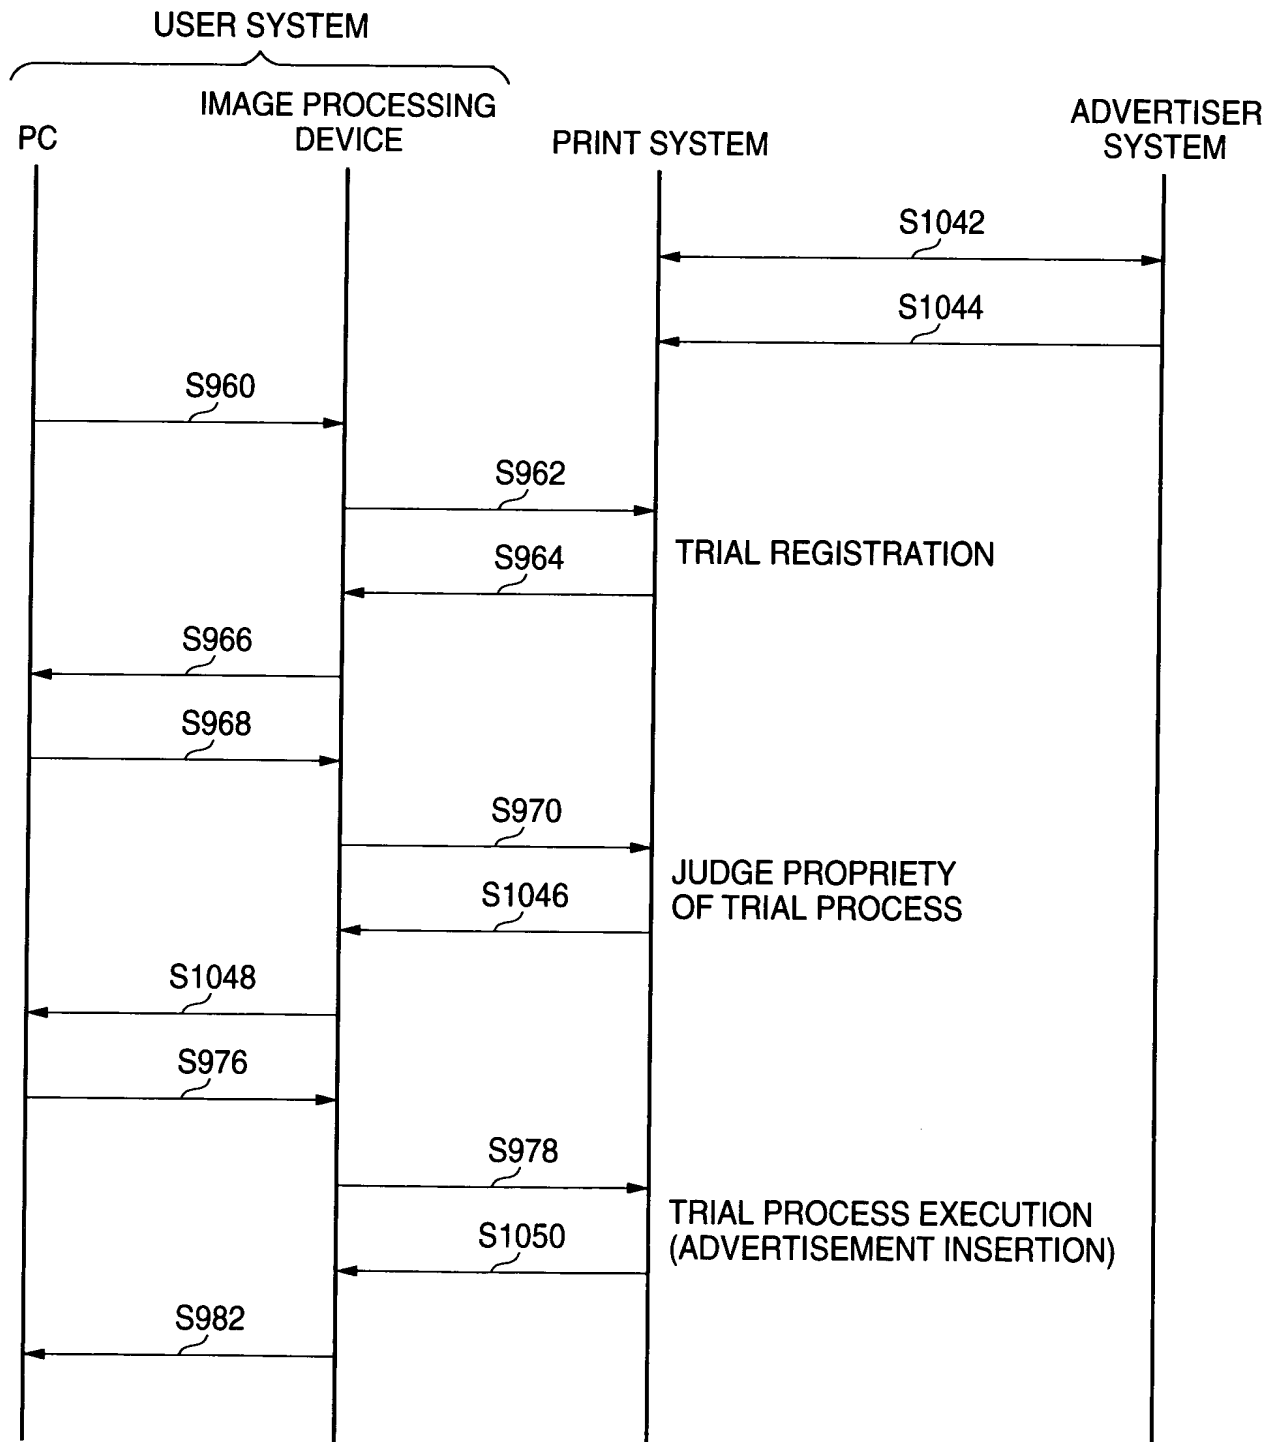 USER SYSTEM
PC
IMAGE PROCESSING
DEVICE
PRINT SYSTEM
ADVERTISER
SYSTEM
S1042
S1044
S960
S962
TRIAL REGISTRATION
S964
S966
S968
S970
JUDGE PROPRIETY
OF TRIAL PROCESS
S1046
S1048
S976
S978
TRIAL PROCESS EXECUTION
(ADVERTISEMENT INSERTION)
S1050
S982